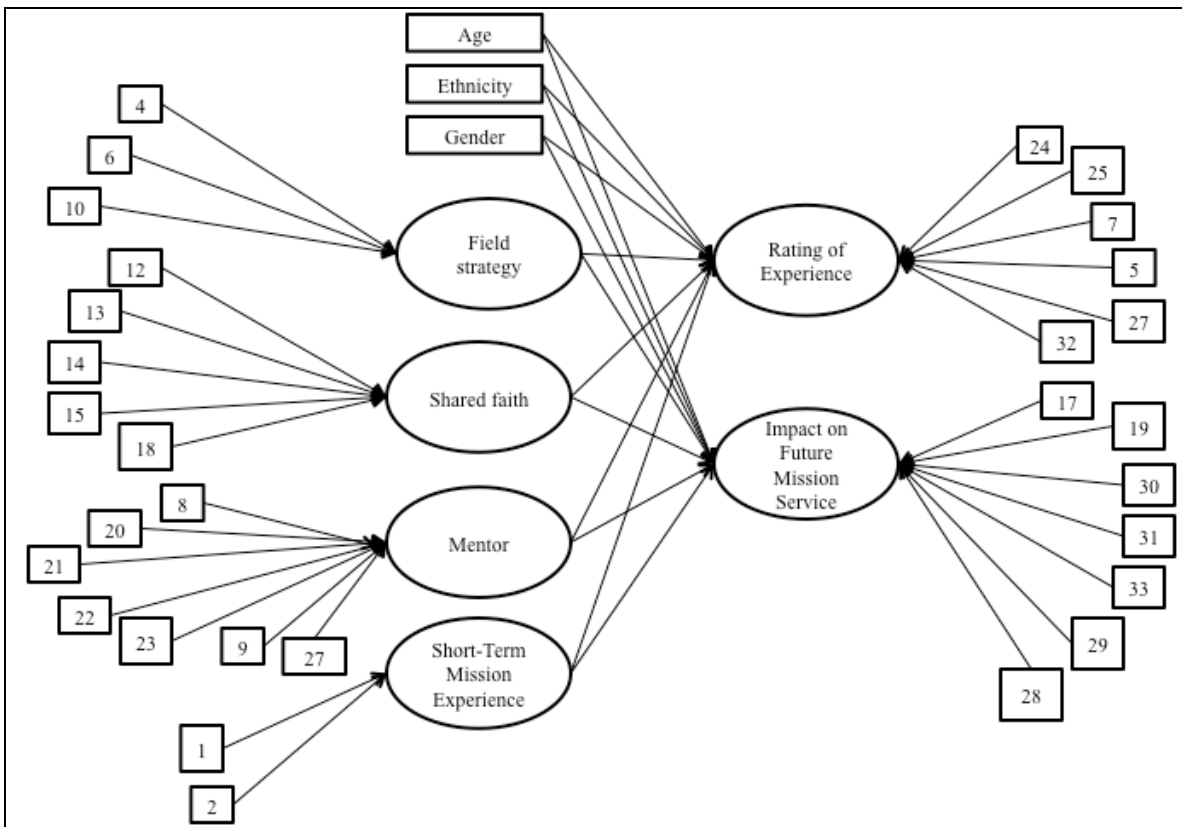 Age
Ethnicity
Gender
4
6
10
Field
strategy
12
13
14
15
18
Shared faith
8
20
21
22
23
9
27
Mentor
1
2
Short-Term
Mission
Experience
Rating of
Experience
24
25
7
5
27
32
Impact on
Future
Mission
Service
17
19
30
31
33
29
28